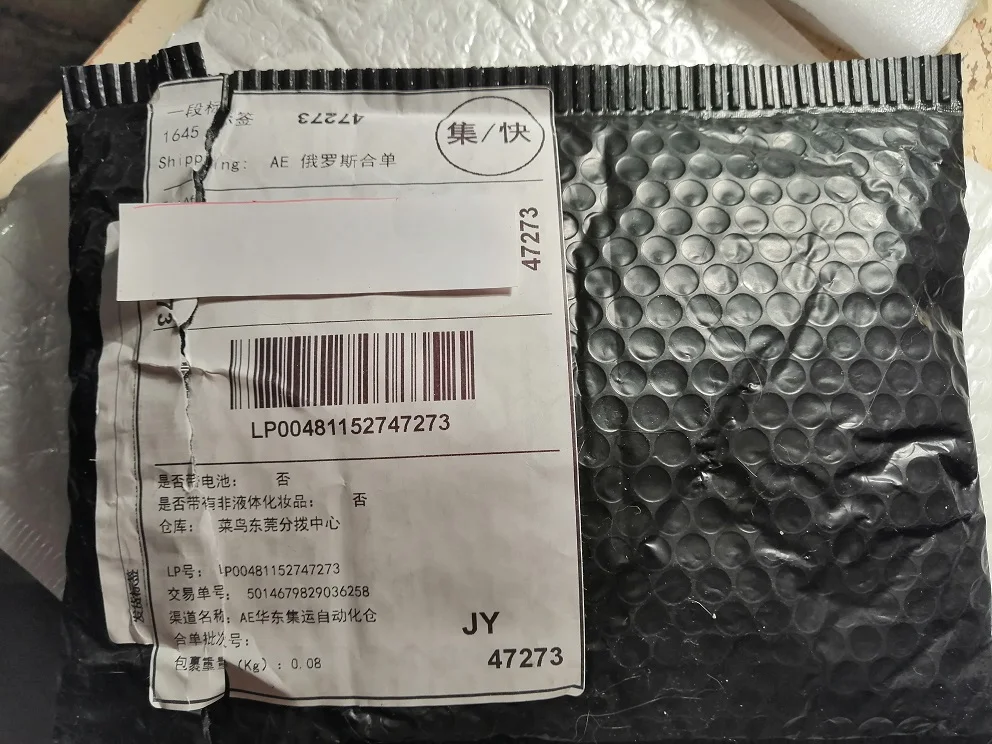 一段标签 47273
集/快
1645
Shipping: AE 俄罗斯合单
47273
LP00481152747273
是否带电池: 否
是否带有非液体化妆品: 否
仓库: 菜鸟东莞分拨中心
LP号: LP00481152747273
交易单号: 5014679829036258
渠道名称: AE华东集运自动化仓
合单批次号:
JY
包裹重量(Kg): 0.08
47273